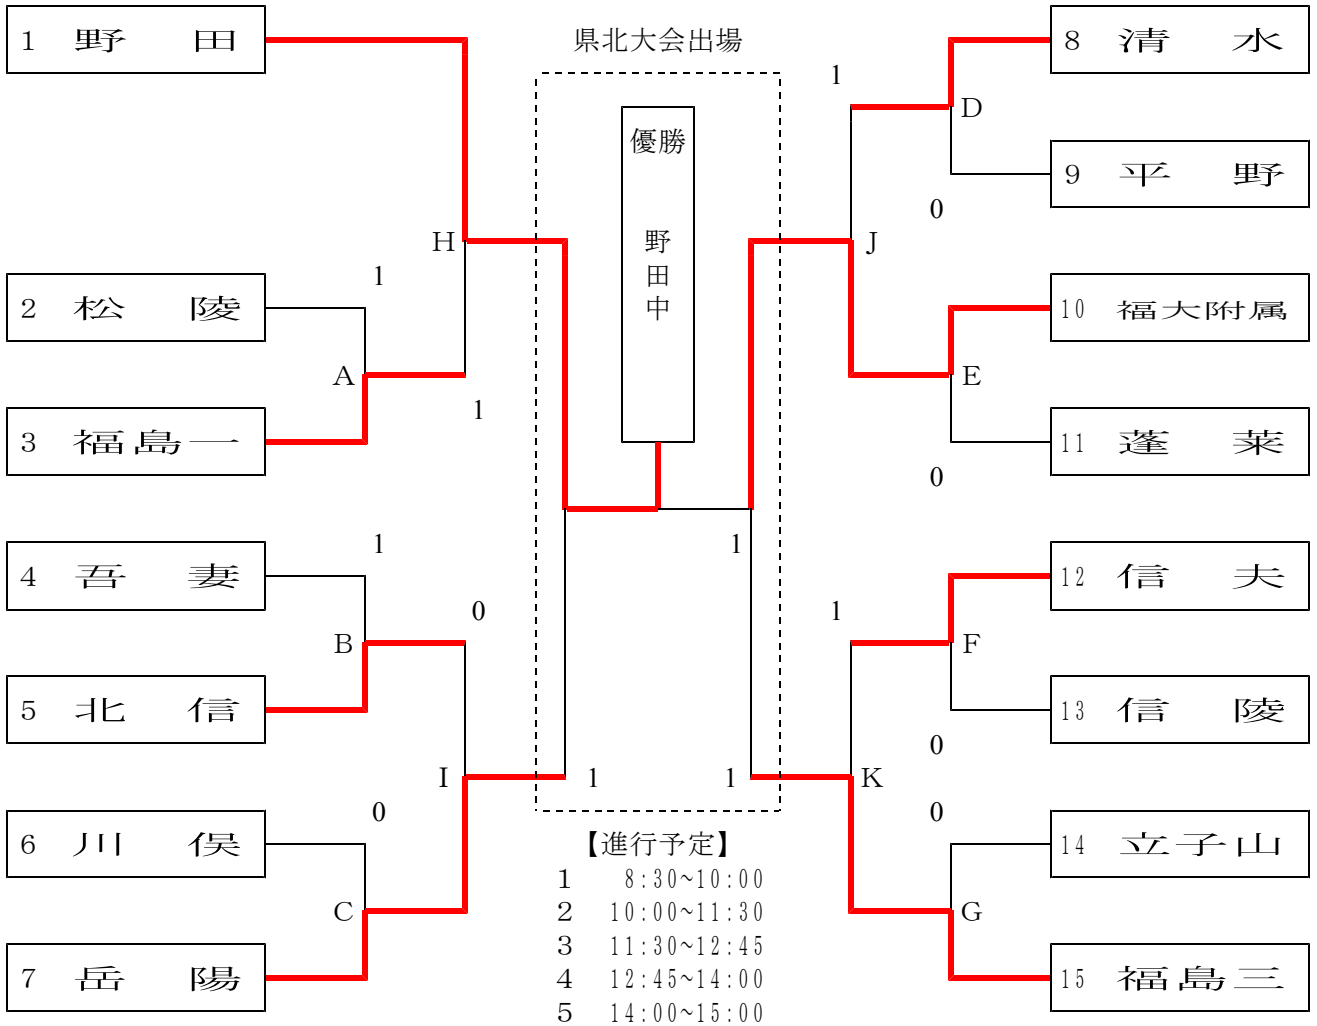 県北大会出場
優勝
野田中
1 野田
2 松陵
3 福島一
4 吾妻
5 北信
6 川俣
7 岳陽
8 清水
9 平野
10 福大附属
11 蓬莱
12 信夫
13 信陵
14 立子山
15 福島三
H
1
A
1
1
B
0
I
0
C
1
1
D
0
J
E
0
1
1
F
0
1
K
0
G
【進行予定】
1 8:30~10:00
2 10:00~11:30
3 11:30~12:45
4 12:45~14:00
5 14:00~15:00